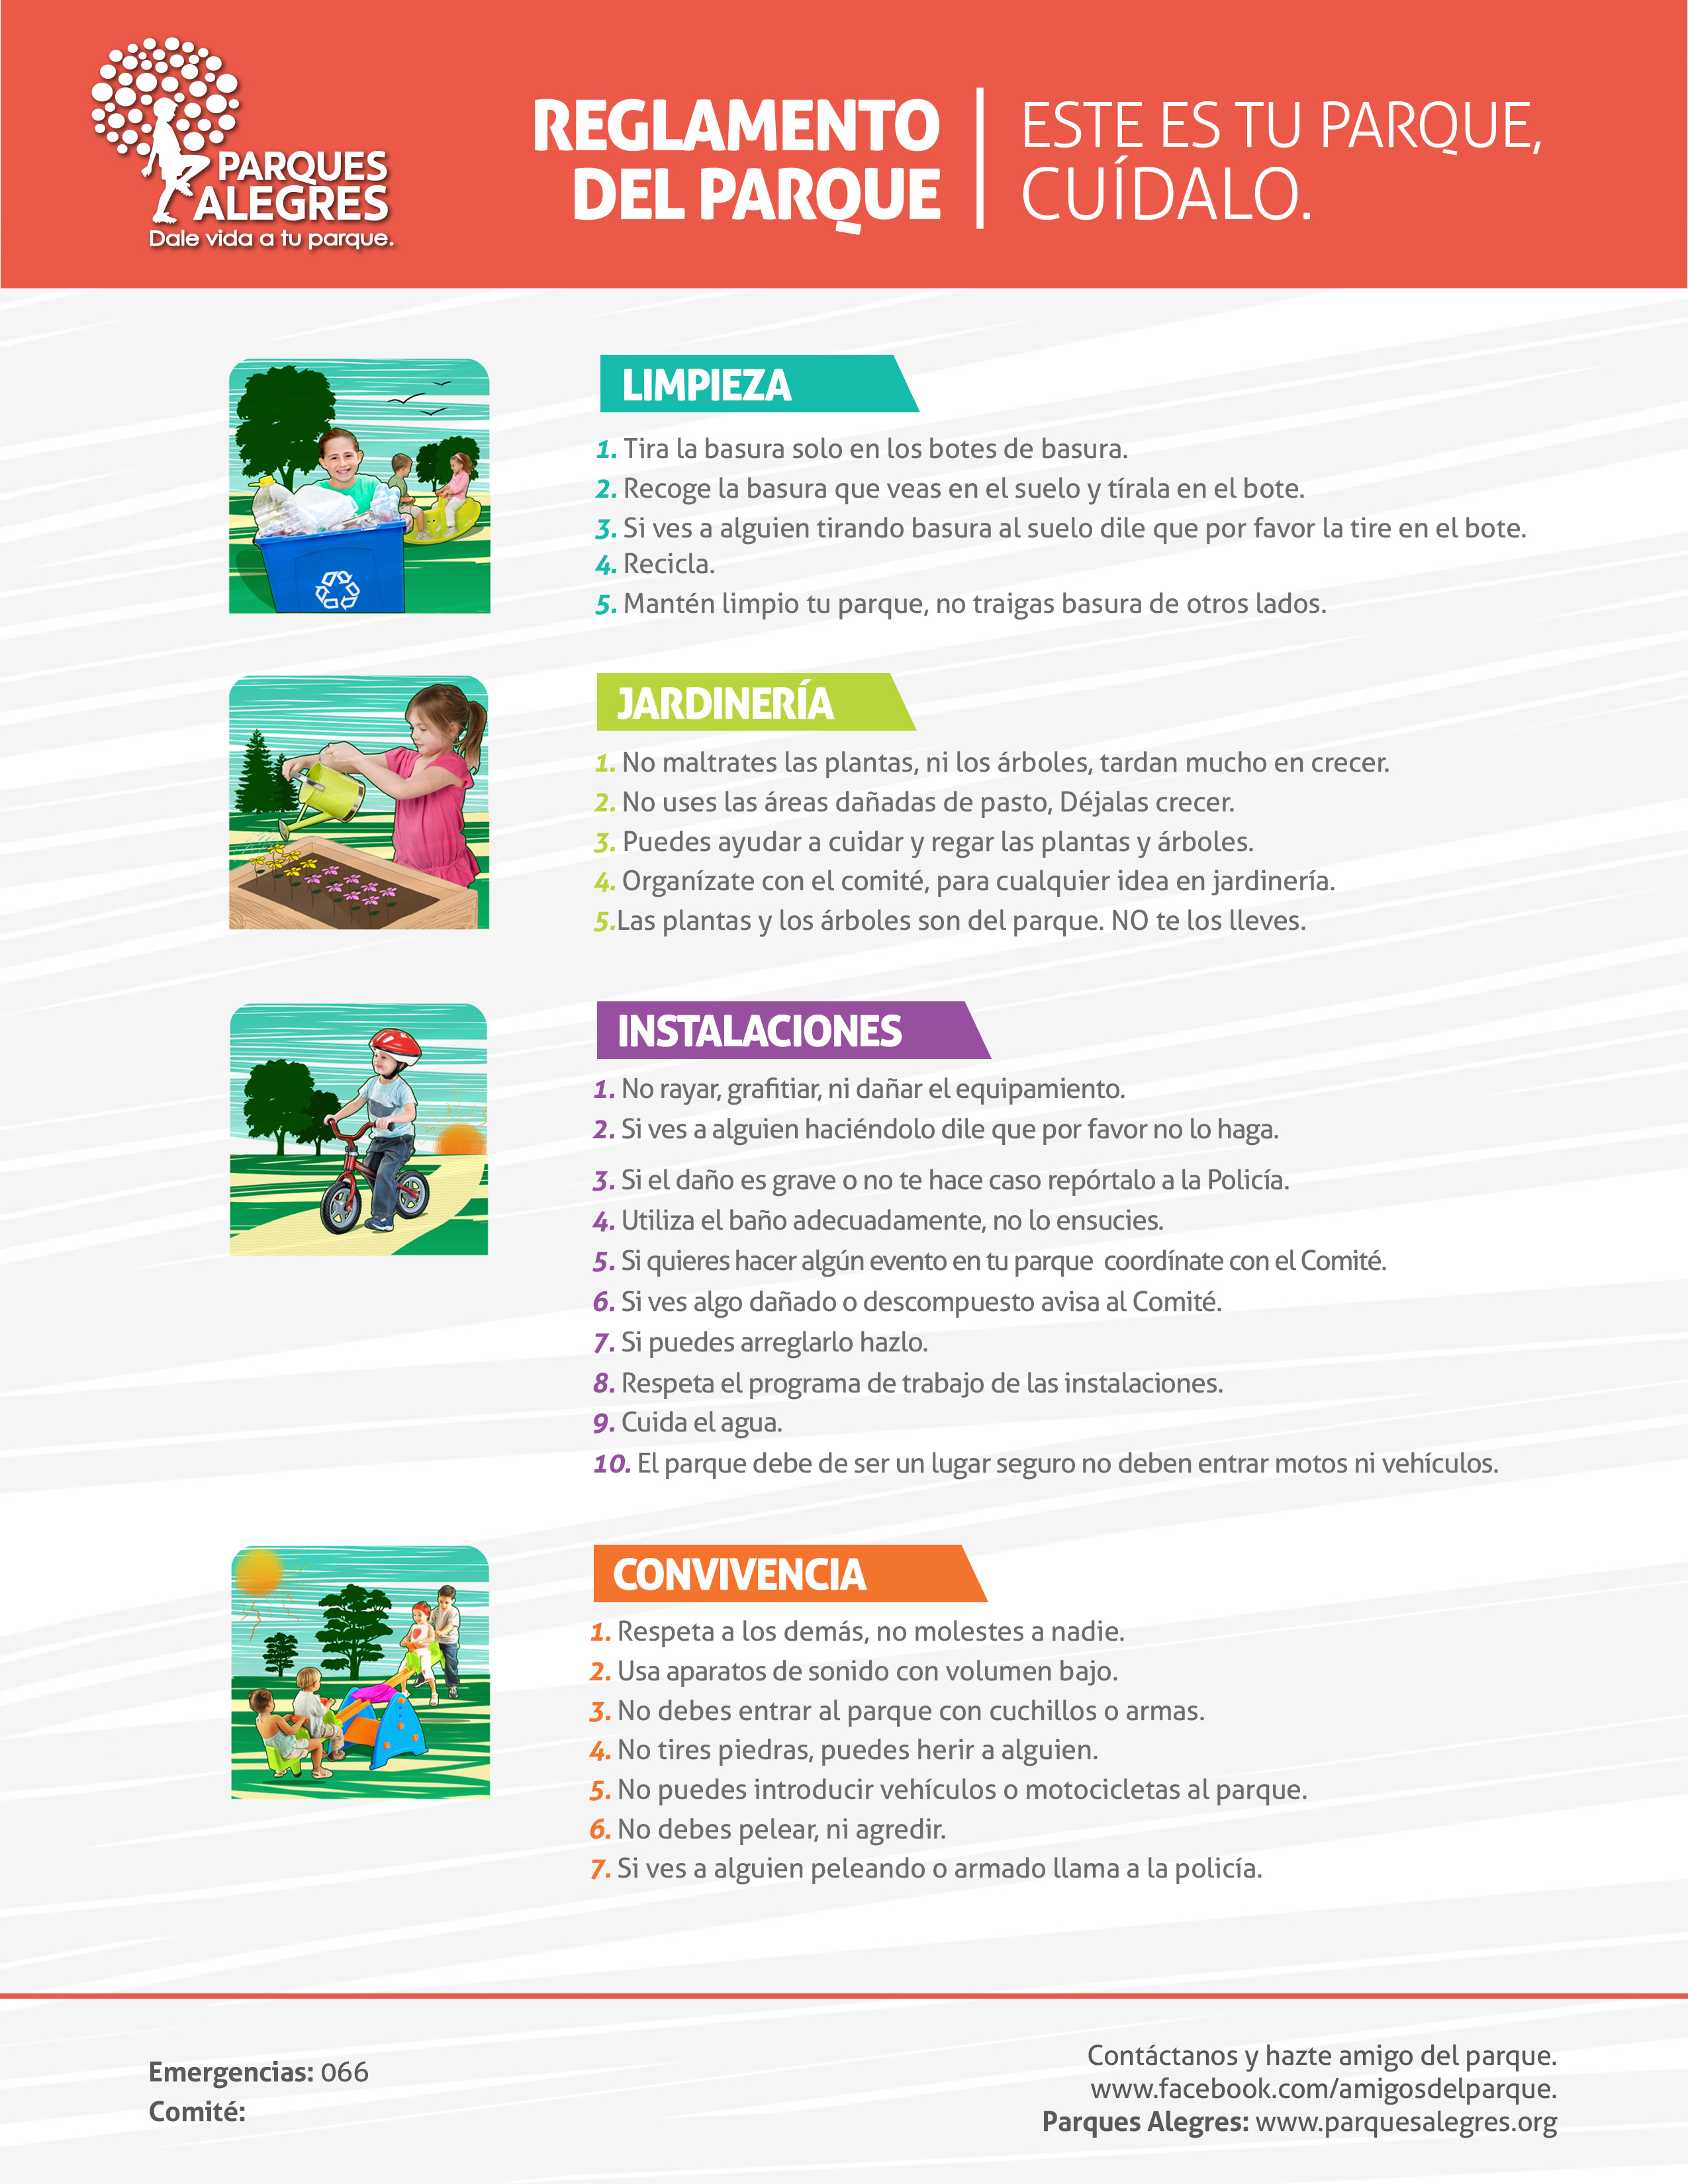 PARQUES
ALEGRES
Dale vida a tu parque.
REGLAMENTO
DEL PARQUE
ESTE ES TU PARQUE,
CUÍDALO.
LIMPIEZA
1. Tira la basura solo en los botes de basura.
2. Recoge la basura que veas en el suelo y tírala en el bote.
3. Si ves a alguien tirando basura al suelo dile que por favor la tire en el bote.
4. Recicla.
5. Mantén limpio tu parque, no traigas basura de otros lados.
JARDINERÍA
1. No maltrates las plantas, ni los árboles, tardan mucho en crecer.
2. No uses las áreas dañadas de pasto, Déjalas crecer.
3. Puedes ayudar a cuidar y regar las plantas y árboles.
4. Organízate con el comité, para cualquier idea en jardinería.
5.Las plantas y los árboles son del parque. NO te los lleves.
INSTALACIONES
1. No rayar, grafitiar, ni dañar el equipamiento.
2. Si ves a alguien haciéndolo dile que por favor no lo haga.
3. Si el daño es grave o no te hace caso repórtalo a la Policía.
4. Utiliza el baño adecuadamente, no lo ensucies.
5. Si quieres hacer algún evento en tu parque  coordínate con el Comité.
6. Si ves algo dañado o descompuesto avisa al Comité.
7. Si puedes arreglarlo hazlo.
8. Respeta el programa de trabajo de las instalaciones.
9. Cuida el agua.
10. El parque debe de ser un lugar seguro no deben entrar motos ni vehículos.
CONVIVENCIA
1. Respeta a los demás, no molestes a nadie.
2. Usa aparatos de sonido con volumen bajo.
3. No debes entrar al parque con cuchillos o armas.
4. No tires piedras, puedes herir a alguien.
5. No puedes introducir vehículos o motocicletas al parque.
6. No debes pelear, ni agredir.
7. Si ves a alguien peleando o armado llama a la policía.
Emergencias: 066
Comité:
Contáctanos y hazte amigo del parque.
www.facebook.com/amigosdelparque.
Parques Alegres: www.parquesalegres.org